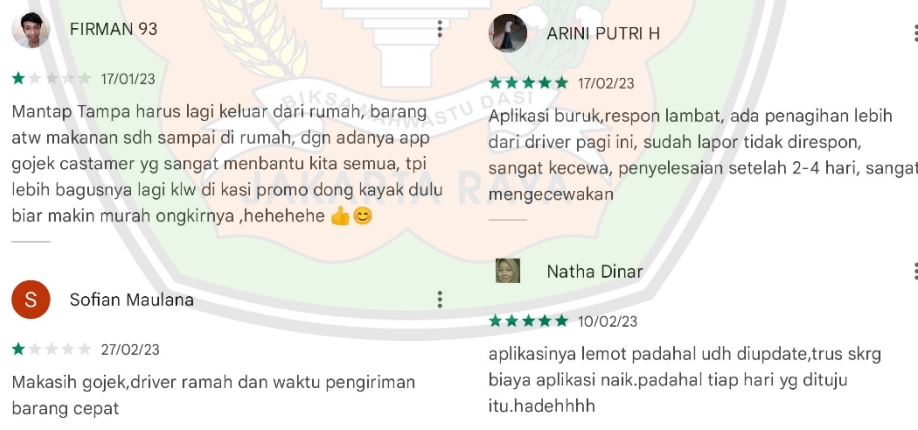 FIRMAN 93
17/01/23
Mantap Tampa harus lagi keluar dari rumah, barang
atw makanan sdh sampai di rumah, dgn adanya app
gojek castamer yg sangat menbantu kita semua, tpi
lebih bagusnya lagi klw di kasi promo dong kayak dulu
biar makin murah ongkirnya ,hehehehe 👍😊
S
Sofian Maulana
27/02/23
Makasih gojek,driver ramah dan waktu pengiriman
barang cepat
ARINI PUTRI H
17/02/23
Aplikasi buruk,respon lambat, ada penagihan lebih
dari driver pagi ini, sudah lapor tidak direspon,
sangat kecewa, penyelesaian setelah 2-4 hari, sangat
mengecewakan
Natha Dinar
10/02/23
aplikasinya lemot padahal udh diupdate,trus skrg
biaya aplikasi naik.padahal tiap hari yg dituju
itu.hadehhhh
JAKARTA RAYA